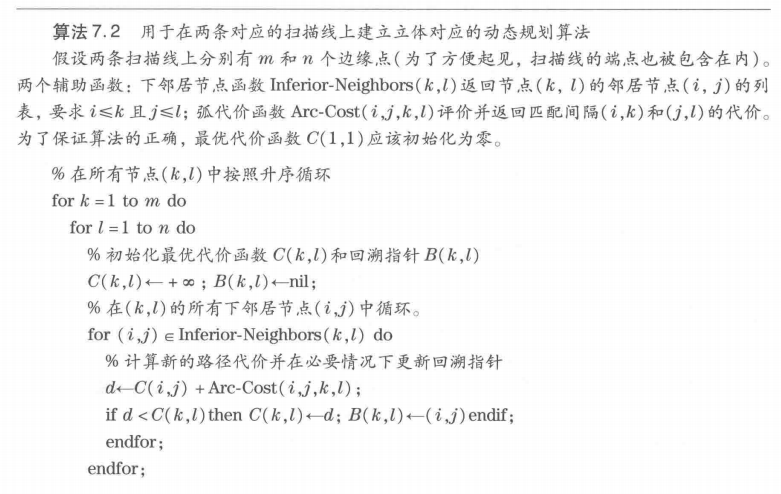 算法7.2 用于在两条对应的扫描线上建立立体对应的动态规划算法
假设两条扫描线上分别有 m 和 n 个边缘点(为了方便起见，扫描线的端点也被包含在内)。
两个辅助函数：下邻居节点函数 Inferior-Neighbors(k,l)返回节点(k, l)的邻居节点(i, j)的列
表，要求 i≤k 且 j≤l；弧代价函数 Arc-Cost(i,j,k,l)评价并返回匹配间隔(i,k)和(j,l)的代价。
为了保证算法的正确，最优代价函数 C(1,1)应该初始化为零。
% 在所有节点(k,l)中按照升序循环
for k =1 to m do
for l =1 to n do
% 初始化最优代价函数 C(k,l)和回溯指针 B(k,l)
C(k,l)← + ∞ ; B(k,l)←nil;
% 在(k,l)的所有下邻居节点(i,j)中循环。
for (i,j) ∈ Inferior-Neighbors(k,l) do
% 计算新的路径代价并在必要情况下更新回溯指针
d←C(i,j) + Arc-Cost(i,j,k,l);
if d < C(k,l) then C(k,l)←d; B(k,l)←(i,j) endif;
endfor;
endfor;